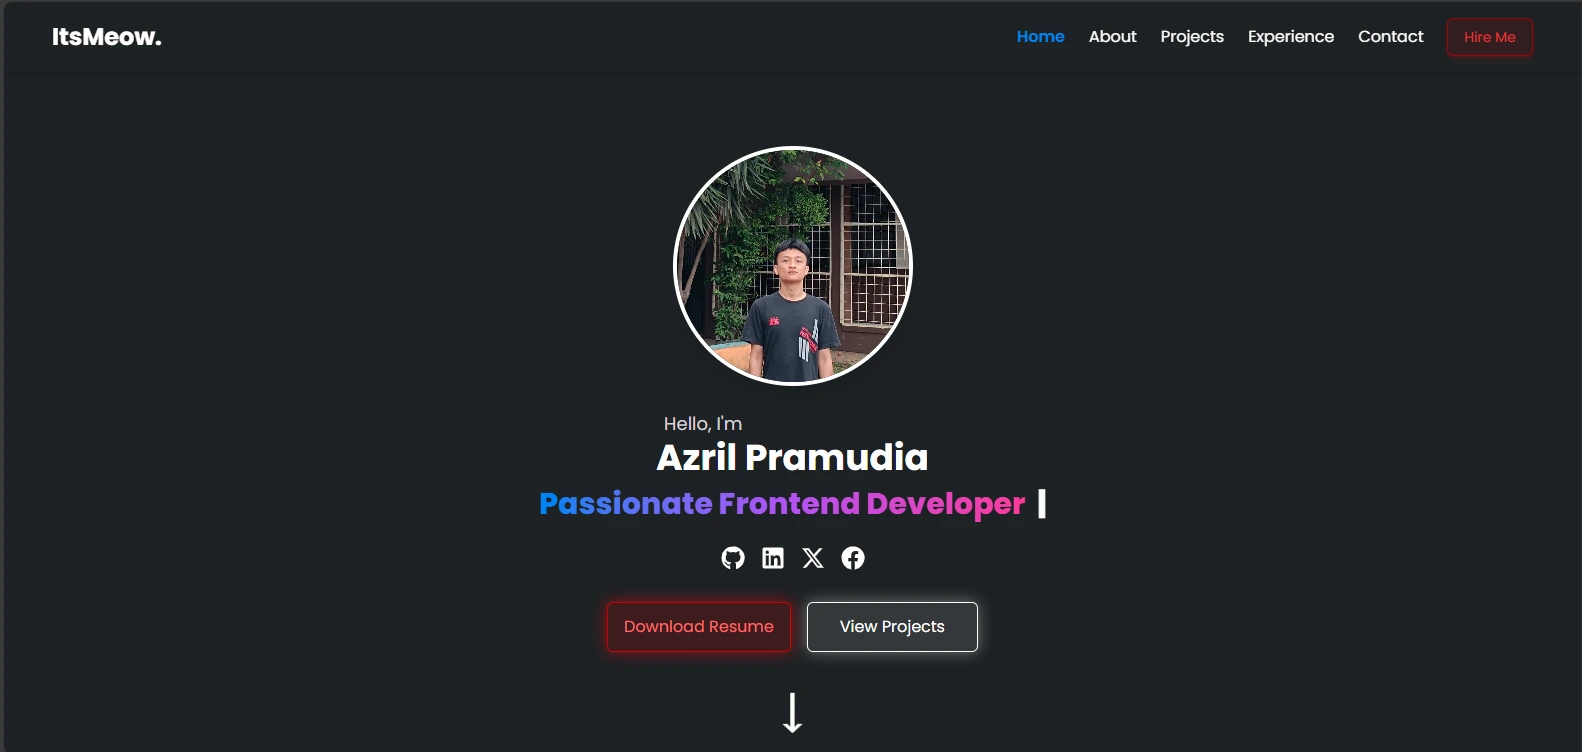 ItsMeow.
Home About Projects Experience Contact Hire Me
Hello, I'm
Azril Pramudia
Passionate Frontend Developer
Download Resume View Projects